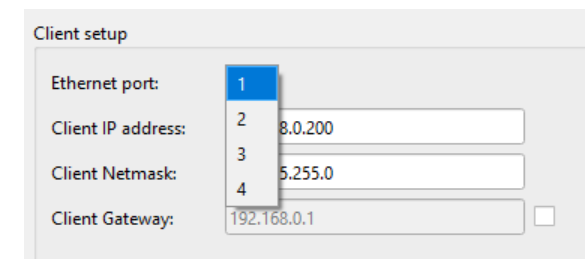 Client setup
Ethernet port:
1
2
3
4
Client IP address: 8.0.200
Client Netmask: 5.255.0
Client Gateway: 192.168.0.1